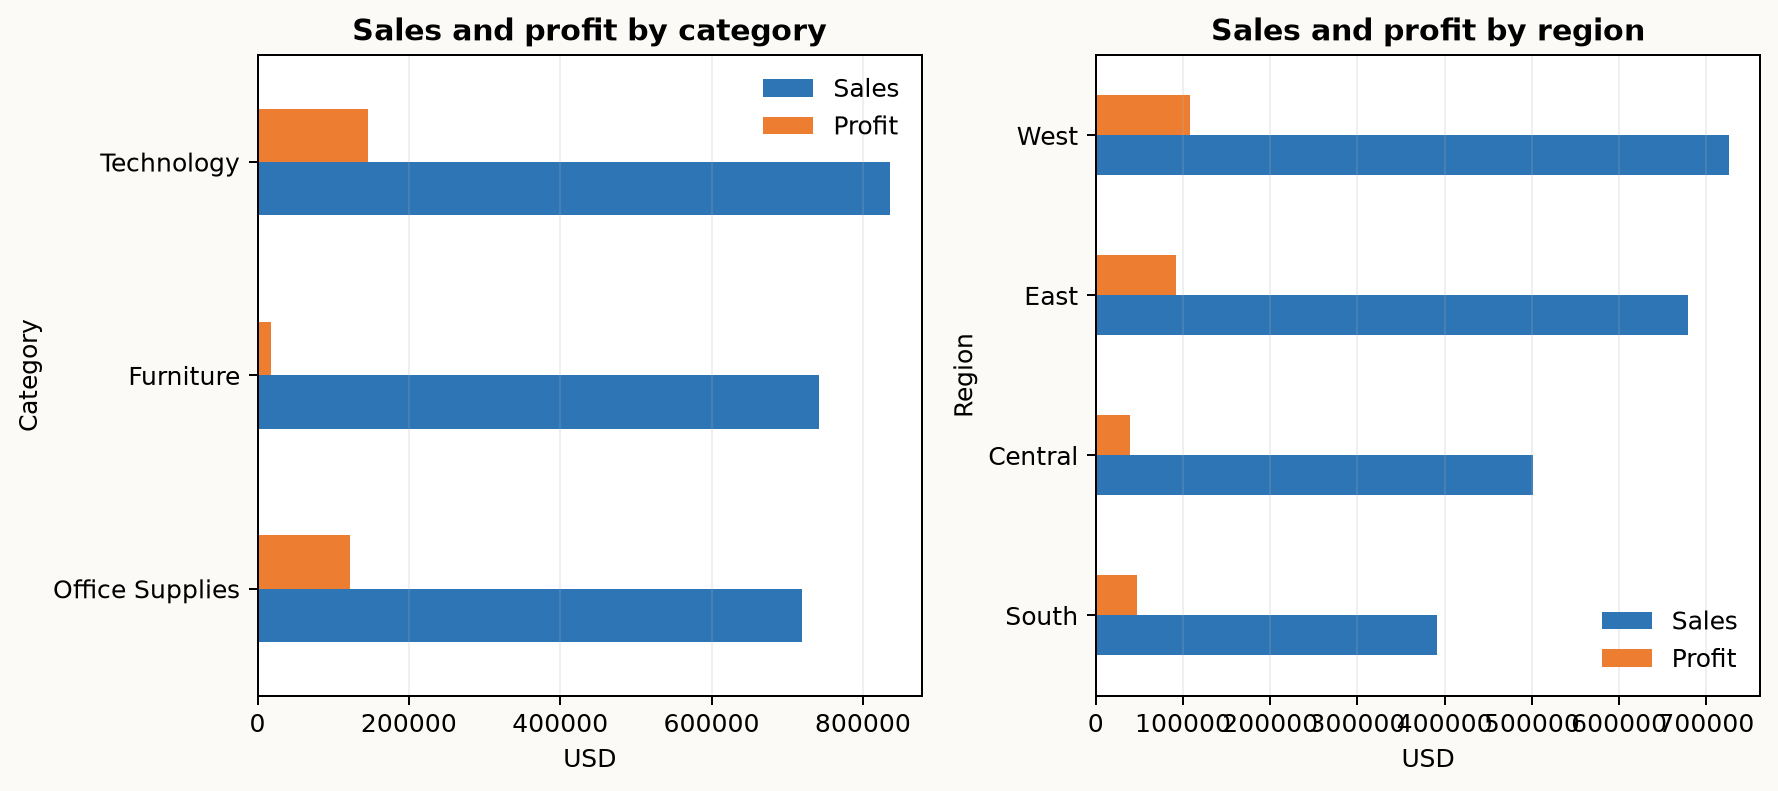 Sales and profit by category
Sales
Profit
Technology
Furniture
Office Supplies
Category
0
200000
400000
600000
800000
USD
Sales and profit by region
West
East
Central
South
Region
Sales
Profit
0
100000
200000
300000
400000
500000
600000
700000
USD